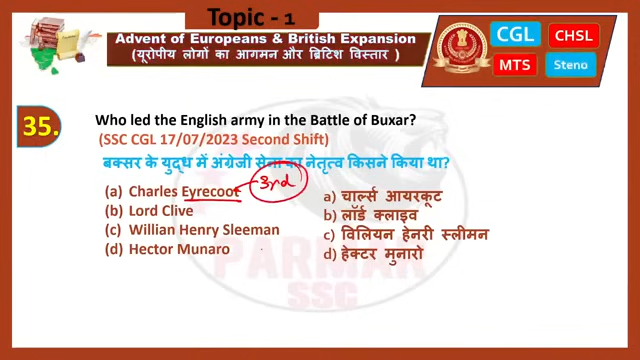 Topic - 1
Advent of Europeans & British Expansion
(यूरोपीय लोगों का आगमन और ब्रिटिश विस्तार )
CGL
CHSL
MTS
Steno
35.
Who led the English army in the Battle of Buxar?
(SSC CGL 17/07/2023 Second Shift)
बक्सर के युद्ध में अंग्रेजी सेना का नेतृत्व किसने किया था?
3rd
(a) Charles Eyrecoot
(b) Lord Clive
(c) Willian Henry Sleeman
(d) Hector Munaro
a) चार्ल्स आयरकूट
b) लॉर्ड क्लाइव
c) विलियन हेनरी स्लीमन
d) हेक्टर मुनारो
PARMAR
SSC